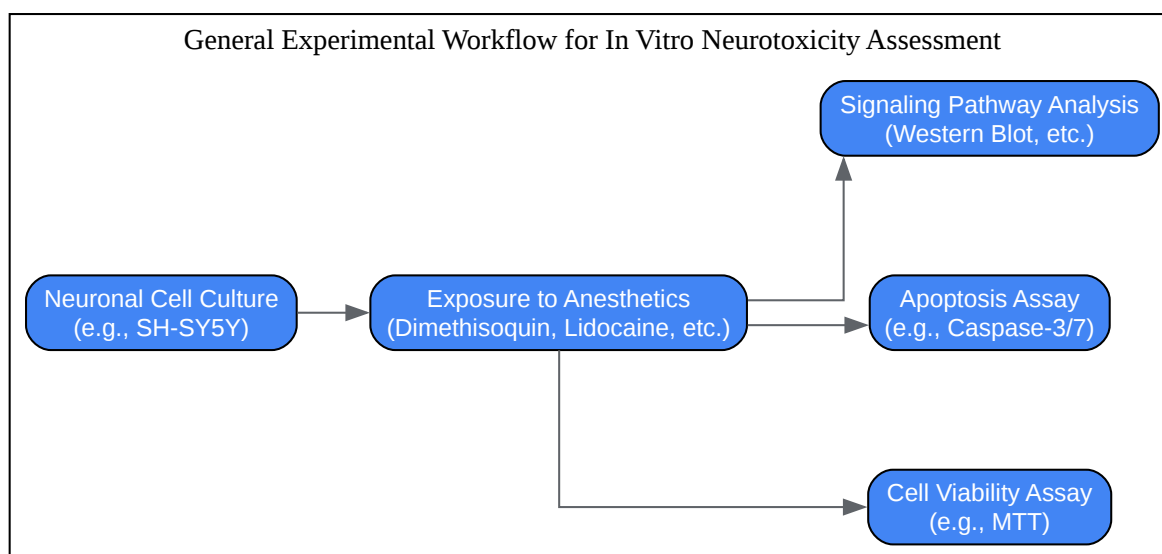 General Experimental Workflow for In Vitro Neurotoxicity Assessment
Signaling Pathway Analysis
(Western Blot, etc.)
Neuronal Cell Culture
(e.g., SH-SY5Y)
Exposure to Anesthetics
(Dimethisoquin, Lidocaine, etc.)
Apoptosis Assay
(e.g., Caspase-3/7)
Cell Viability Assay
(e.g., MTT)